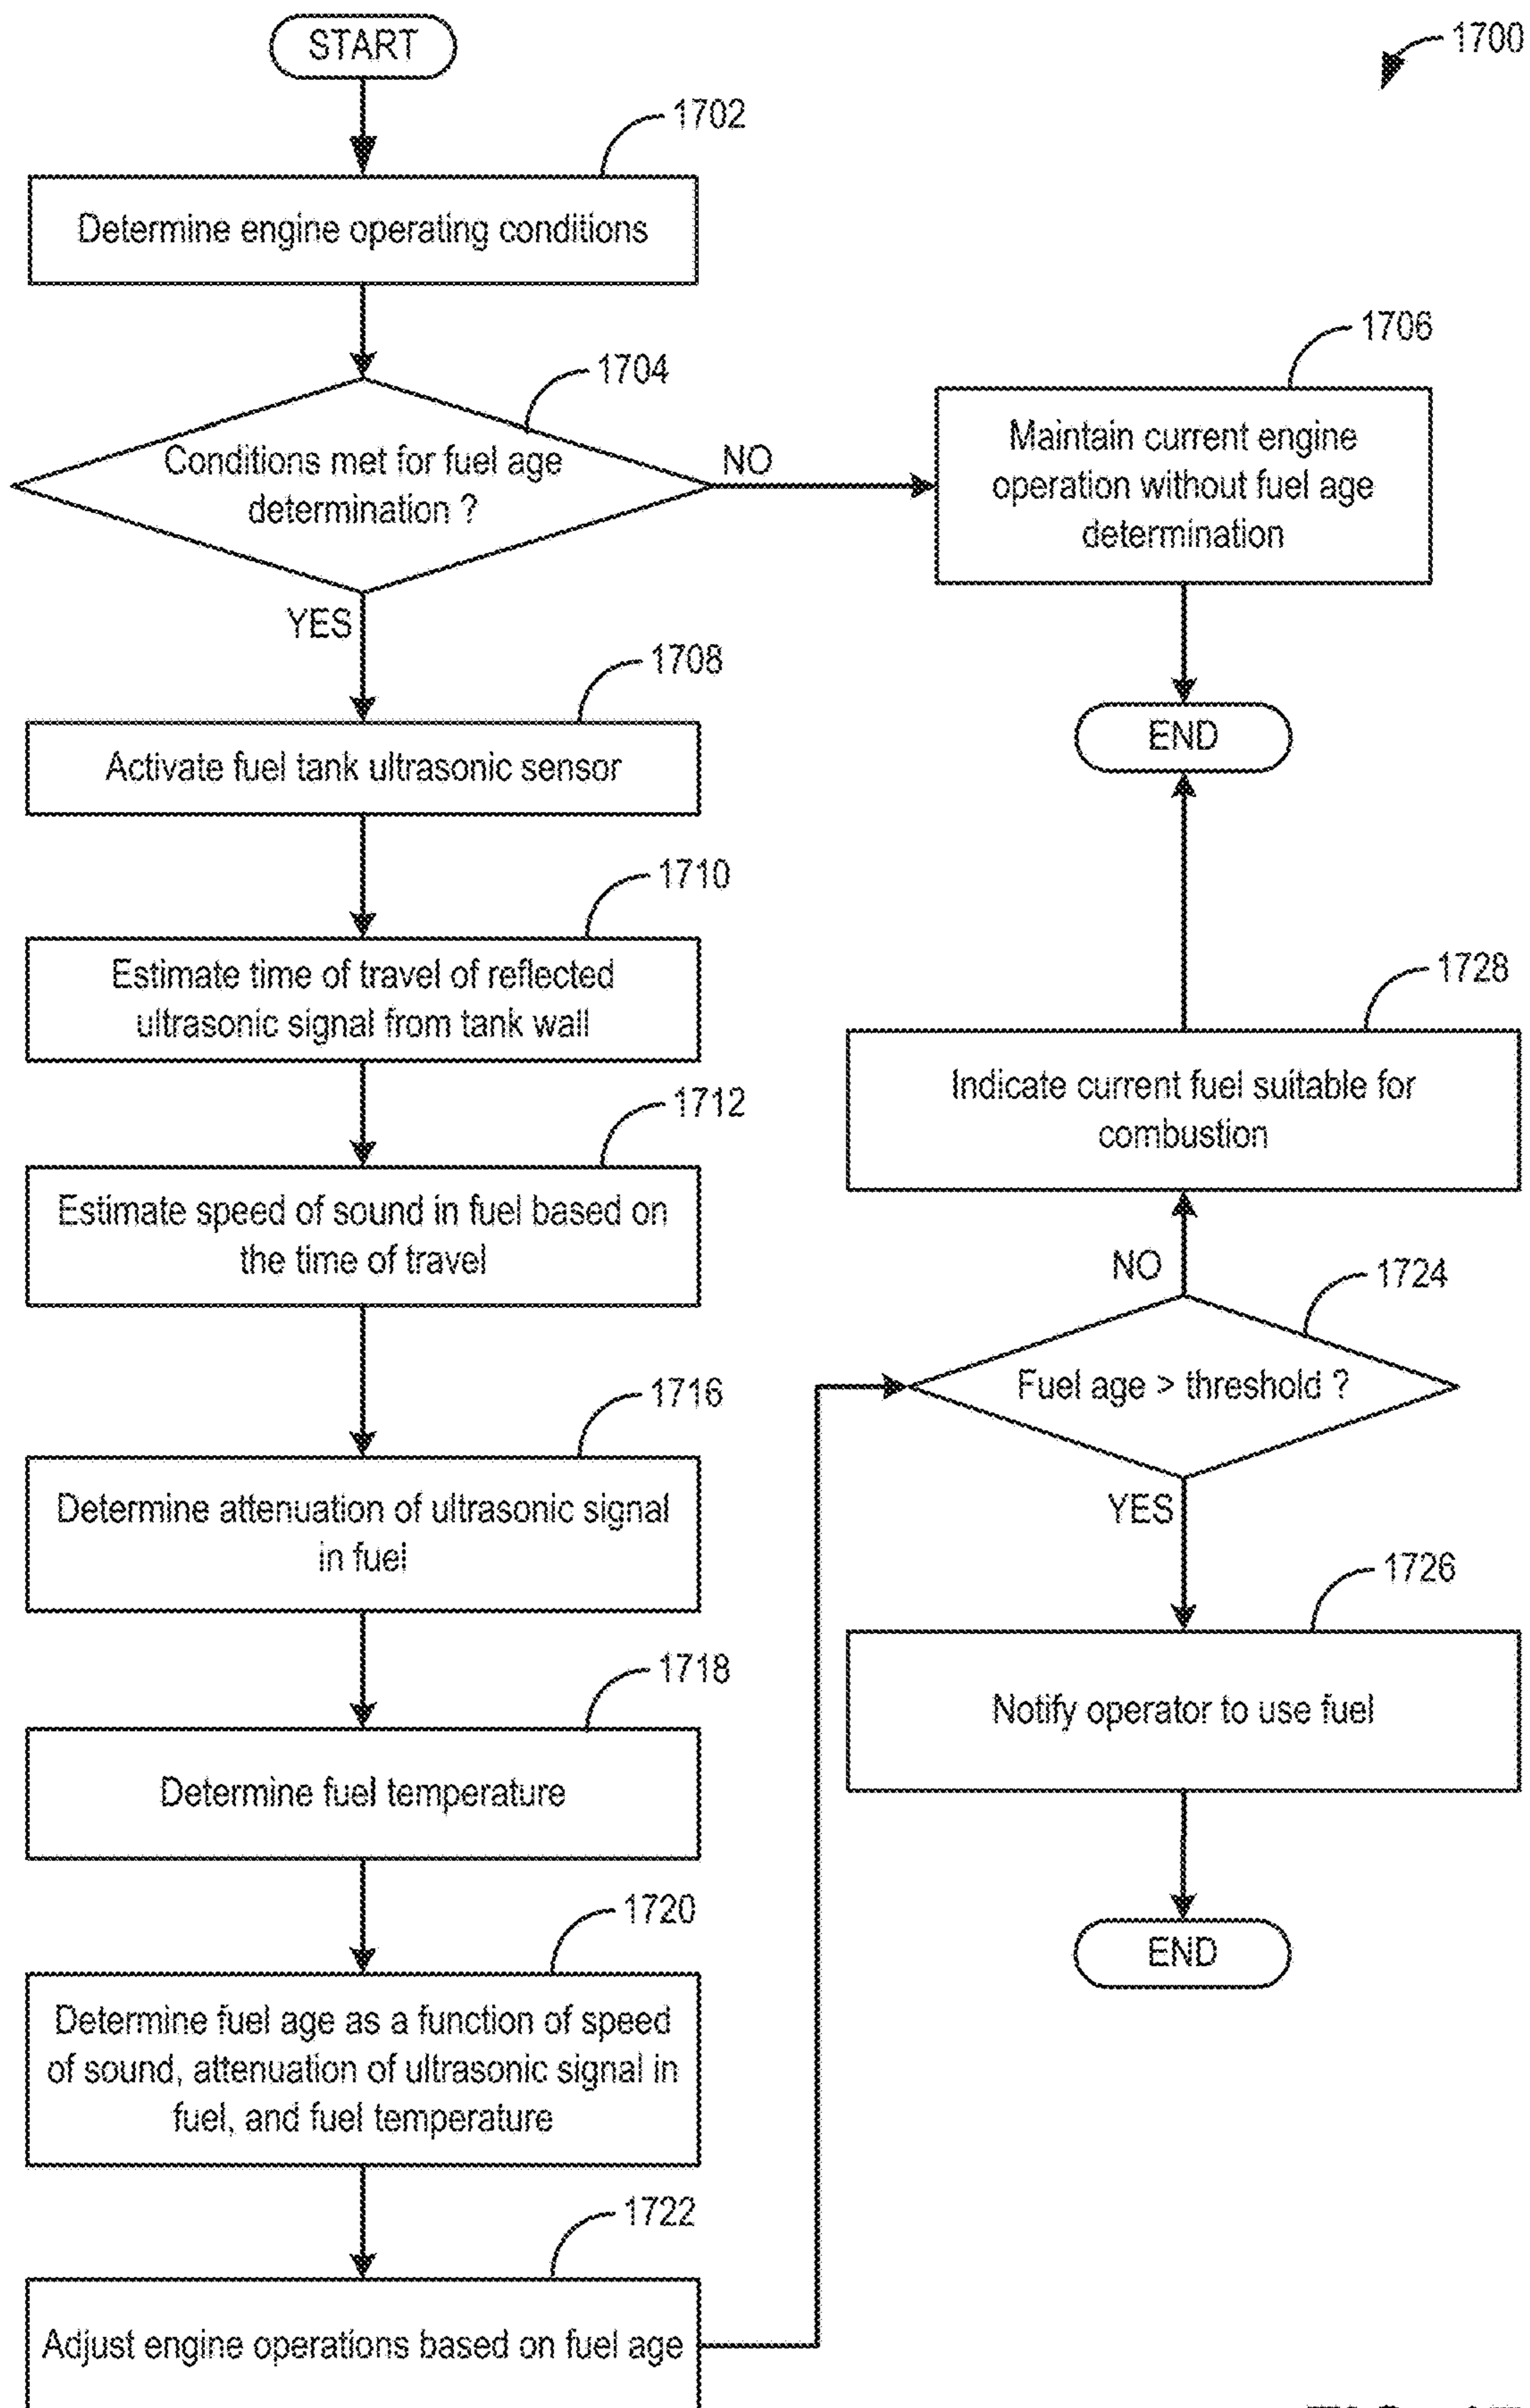 START
1700
1702
Determine engine operating conditions
1704
Conditions met for fuel age
determination ?
NO
YES
1706
Maintain current engine
operation without fuel age
determination
END
1708
Activate fuel tank ultrasonic sensor
1710
Estimate time of travel of reflected
ultrasonic signal from tank wall
1712
Estimate speed of sound in fuel based on
the time of travel
1716
Determine attenuation of ultrasonic signal
in fuel
1718
Determine fuel temperature
1720
Determine fuel age as a function of speed
of sound, attenuation of ultrasonic signal in
fuel, and fuel temperature
1722
Adjust engine operations based on fuel age
1728
Indicate current fuel suitable for
combustion
NO
1724
Fuel age > threshold ?
YES
1726
Notify operator to use fuel
END